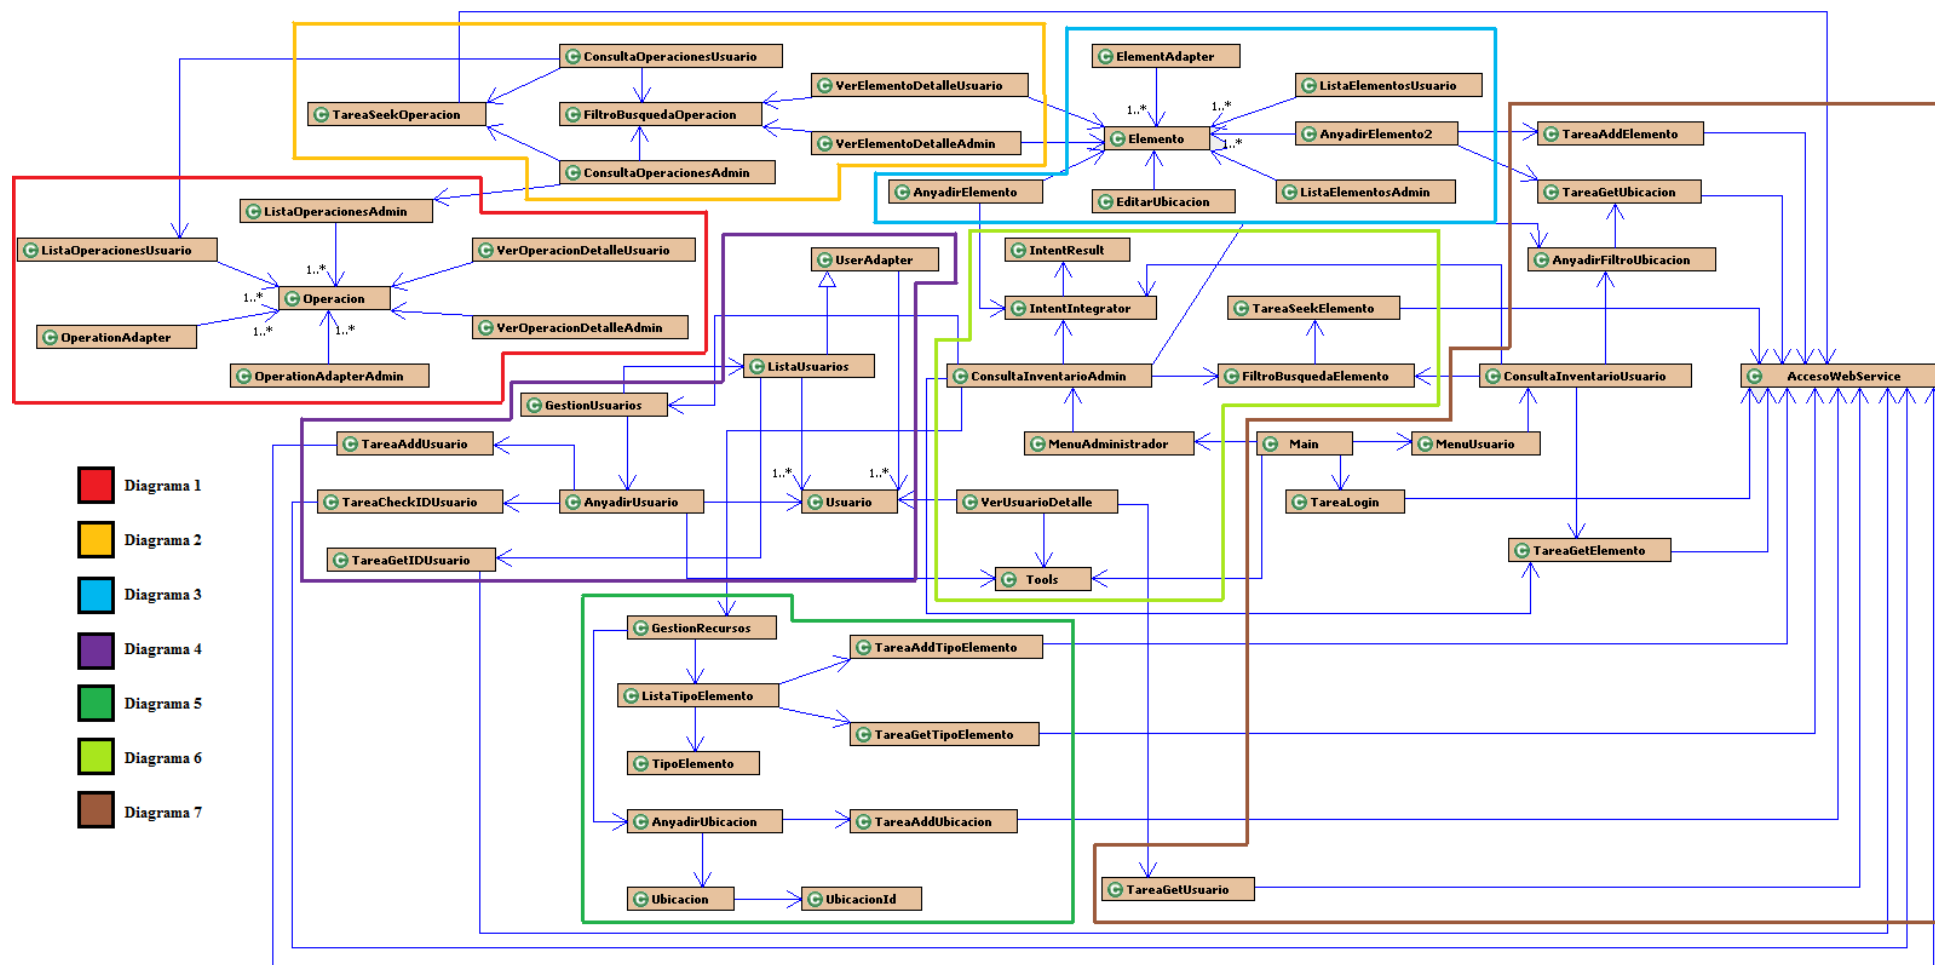 ConsultaOperacionesUsuario
ElementAdapter
VerElementoDetalleUsuario
ListaElementosUsuario
TareaSeekOperacion
FiltroBusquedaOperacion
1..*
1..*
Elemento
AnyadirElemento2
TareaAddElemento
VerElementoDetalleAdmin
1..*
ConsultaOperacionesAdmin
AnyadirElemento
EditarUbicacion
ListaElementosAdmin
TareaGetUbicacion
ListaOperacionesAdmin
ListaOperacionesUsuario
VerOperacionDetalleUsuario
UserAdapter
IntentResult
AnyadirFiltroUbicacion
1..*
1..*
Operacion
IntentIntegrator
TareaSeekElemento
OperationAdapter
1..*
1..*
VerOperacionDetalleAdmin
OperationAdapterAdmin
ListaUsuarios
ConsultaInventarioAdmin
FiltroBusquedaElemento
ConsultaInventarioUsuario
AccesoWebService
GestionUsuarios
TareaAddUsuario
MenuAdministrador
Main
MenuUsuario
1..*
1..*
Diagrama 1
TareaCheckIDUsuario
AnyadirUsuario
Usuario
VerUsuarioDetalle
TareaLogin
Diagrama 2
TareaGetIDUsuario
TareaGetElemento
Tools
Diagrama 3
GestionRecursos
Diagrama 4
TareaAddTipoElemento
ListaTipoElemento
Diagrama 5
TareaGetTipoElemento
Diagrama 6
TipoElemento
Diagrama 7
AnyadirUbicacion
TareaAddUbicacion
TareaGetUsuario
Ubicacion
UbicacionId